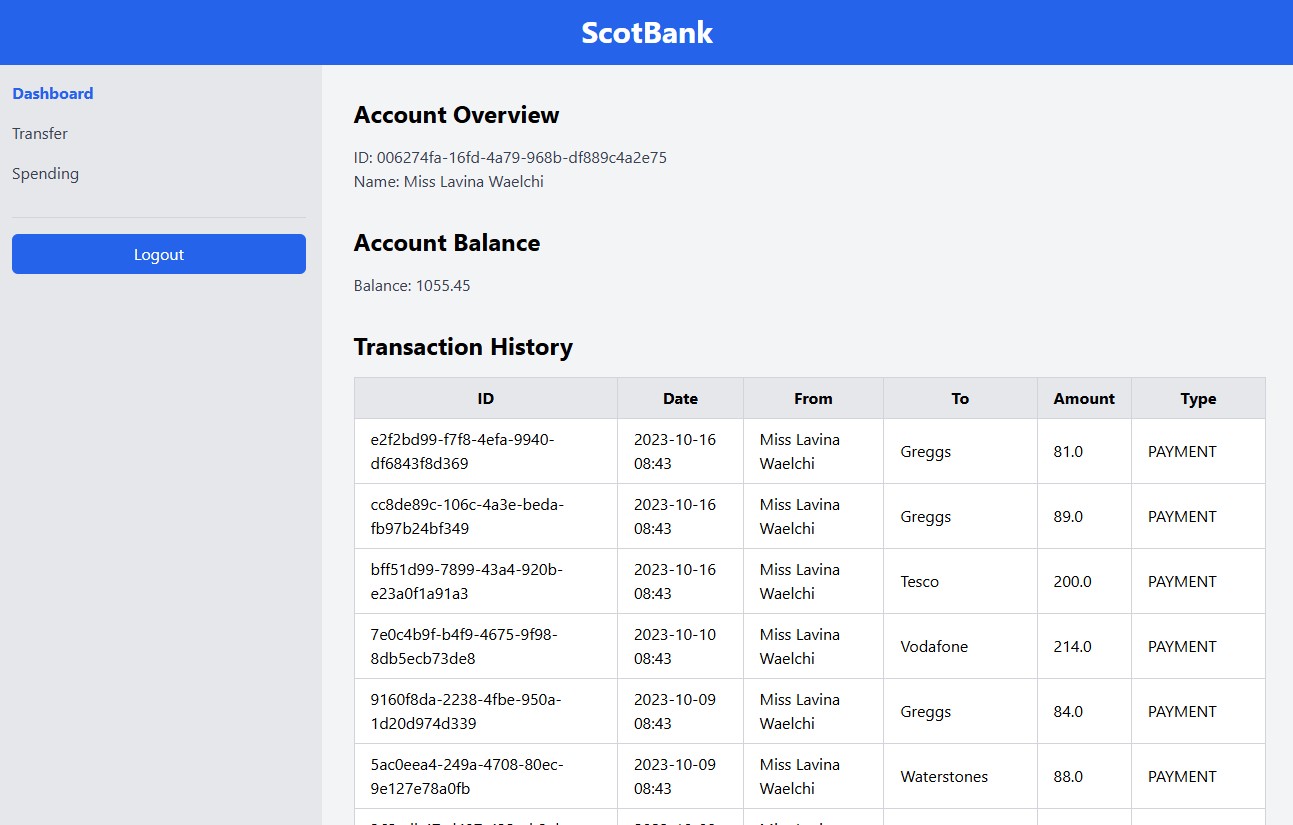 ScotBank
Dashboard
Transfer
Spending
Logout
Account Overview
ID: 006274fa-16fd-4a79-968b-df889c4a2e75
Name: Miss Lavina Waelchi
Account Balance
Balance: 1055.45
Transaction History
ID Date From To Amount Type
e2f2bd99-f7f8-4efa-9940- 2023-10-16 Miss Lavina
df6843f8d369 08:43 Waelchi Greggs 81.0 PAYMENT
cc8de89c-106c-4a3e-beda- 2023-10-16 Miss Lavina
fb97b24bf349 08:43 Waelchi Greggs 89.0 PAYMENT
bff51d99-7899-43a4-920b- 2023-10-16 Miss Lavina
e23a0f1a91a3 08:43 Waelchi Tesco 200.0 PAYMENT
7e0c4b9f-b4f9-4675-9f98- 2023-10-10 Miss Lavina
8db5ecb73de8 08:43 Waelchi Vodafone 214.0 PAYMENT
9160f8da-2238-4fbe-950a- 2023-10-09 Miss Lavina
1d20d974d339 08:43 Waelchi Greggs 84.0 PAYMENT
5ac0eea4-249a-4708-80ec- 2023-10-09 Miss Lavina
9e127e78a0fb 08:43 Waelchi Waterstones 88.0 PAYMENT